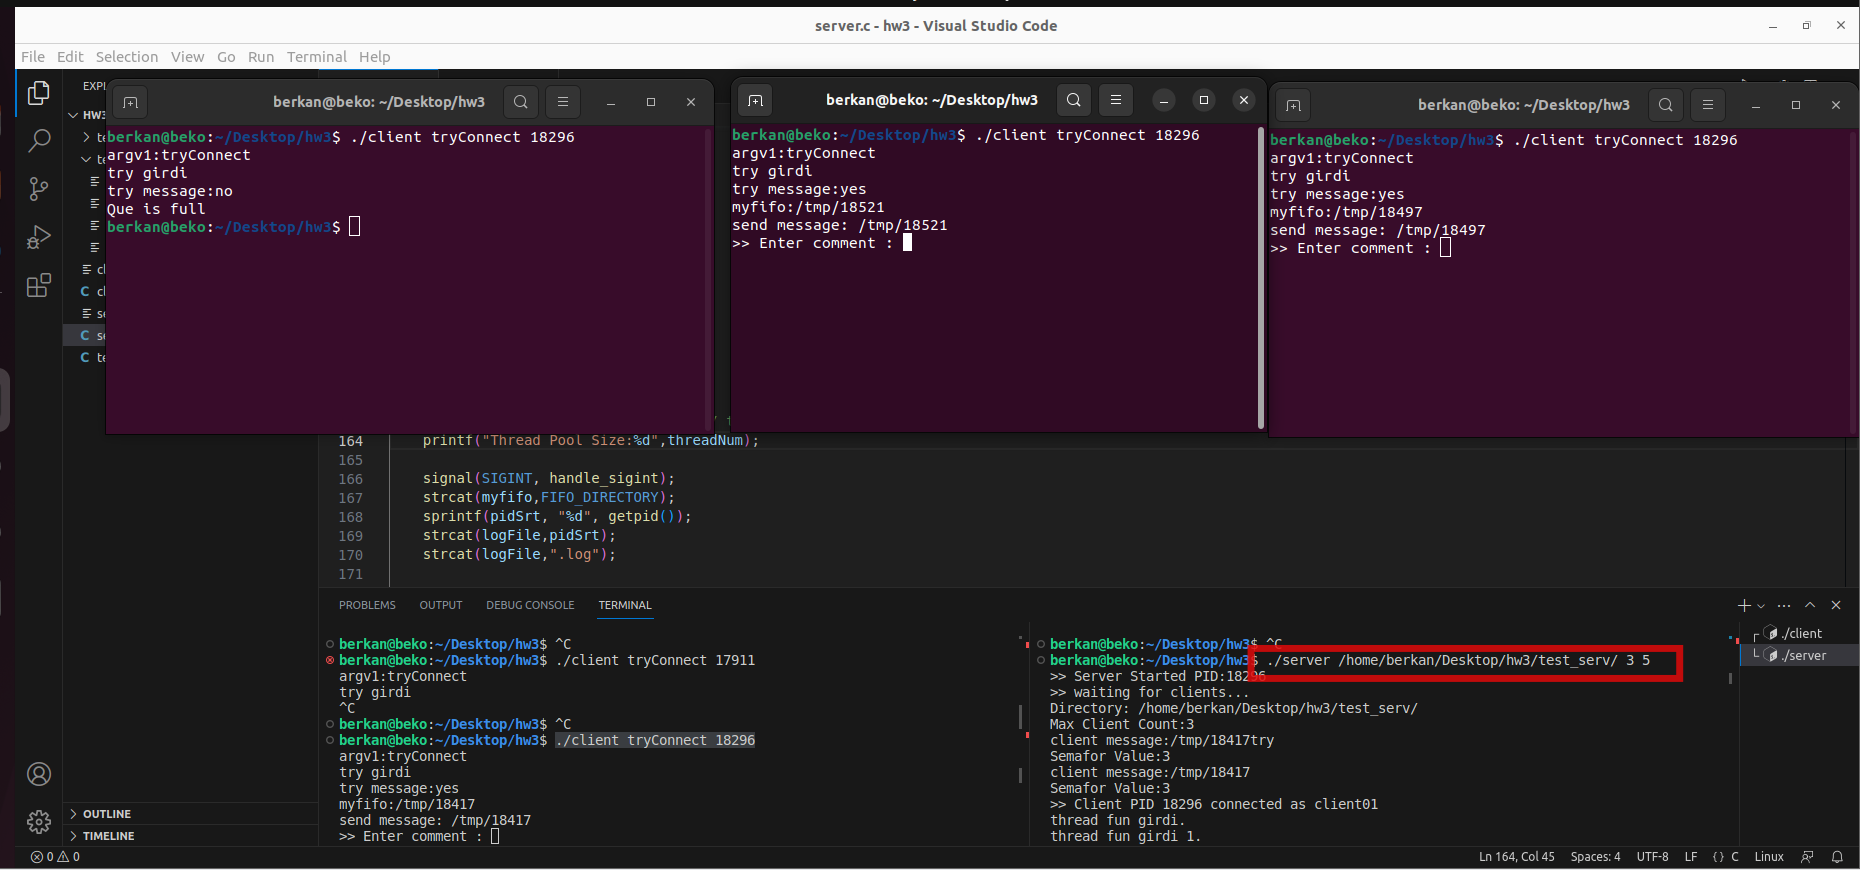 server.c - hw3 - Visual Studio Code
File Edit Selection View Go Run Terminal Help
EXPL
HW3
te
te
cl
C cl
se
C se
C te
OUTLINE
TIMELINE
berkan@beko: ~/Desktop/hw3
berkan@beko:~/Desktop/hw3$ ./client tryConnect 18296
argv1:tryConnect
try girdi
try message:no
Que is full
berkan@beko:~/Desktop/hw3$
berkan@beko: ~/Desktop/hw3
berkan@beko:~/Desktop/hw3$ ./client tryConnect 18296
argv1:tryConnect
try girdi
try message:yes
myfifo:/tmp/18521
send message: /tmp/18521
>> Enter comment :
berkan@beko: ~/Desktop/hw3
berkan@beko:~/Desktop/hw3$ ./client tryConnect 18296
argv1:tryConnect
try girdi
try message:yes
myfifo:/tmp/18497
send message: /tmp/18497
>> Enter comment :
164 printf("Thread Pool Size:%d",threadNum);
165
166 signal(SIGINT, handle_sigint);
167 strcat(myfifo,FIFO_DIRECTORY);
168 sprintf(pidSrt, "%d", getpid());
169 strcat(logFile,pidSrt);
170 strcat(logFile,".log");
171
PROBLEMS OUTPUT DEBUG CONSOLE TERMINAL
berkan@beko:~/Desktop/hw3$ ^C
berkan@beko:~/Desktop/hw3$ ./client tryConnect 17911
argv1:tryConnect
try girdi
^C
berkan@beko:~/Desktop/hw3$ ^C
berkan@beko:~/Desktop/hw3$ ./client tryConnect 18296
argv1:tryConnect
try girdi
try message:yes
myfifo:/tmp/18417
send message: /tmp/18417
>> Enter comment :
berkan@beko:~/Desktop/hw3$ ^C
berkan@beko:~/Desktop/hw3$ ./server /home/berkan/Desktop/hw3/test_serv/ 3 5
>> Server Started PID:18296
>> waiting for clients...
Directory: /home/berkan/Desktop/hw3/test_serv/
Max Client Count:3
client message:/tmp/18417try
Semafor Value:3
client message:/tmp/18417
Semafor Value:3
>> Client PID 18296 connected as client01
thread fun girdi.
thread fun girdi 1.
./client
./server
0 0
Ln 164, Col 45 Spaces: 4 UTF-8 LF {} C Linux